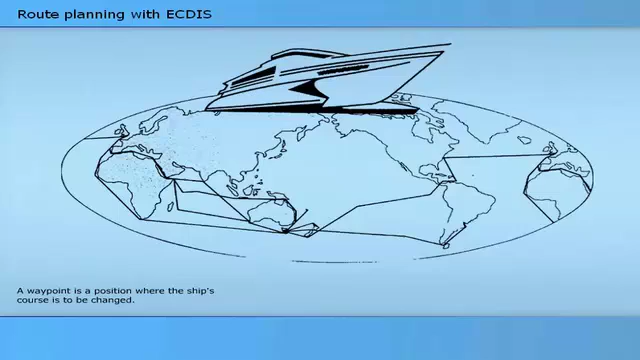 Route planning with ECDIS
A waypoint is a position where the ship's
course is to be changed.